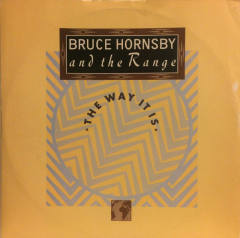 BRUCE HORNSBY
and the Range
·THE WAY IT IS·